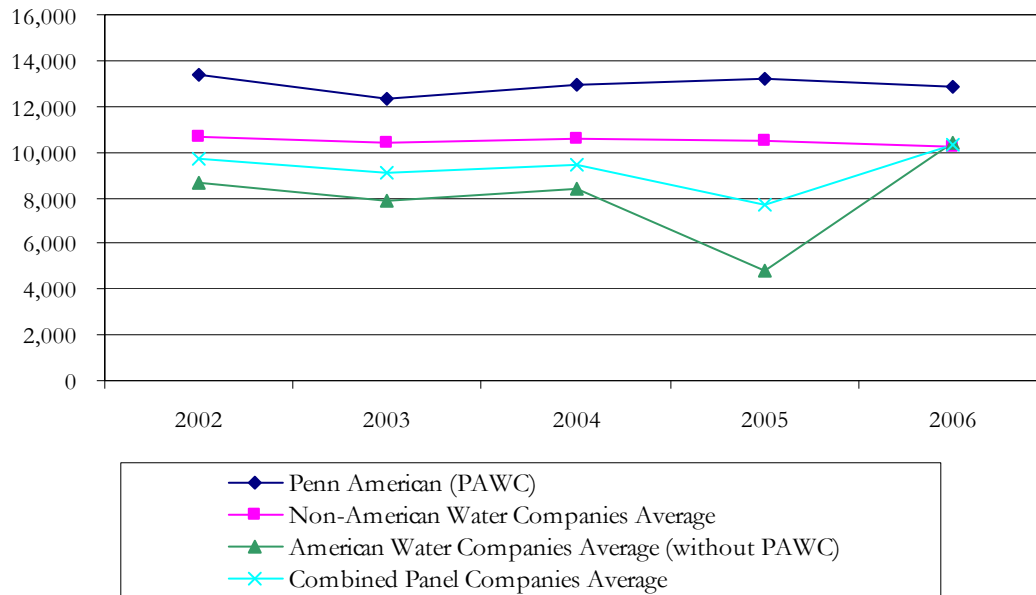 16,000
14,000
12,000
10,000
8,000
6,000
4,000
2,000
0
2002 2003 2004 2005 2006
Penn American (PAWC)
Non-American Water Companies Average
American Water Companies Average (without PAWC)
Combined Panel Companies Average